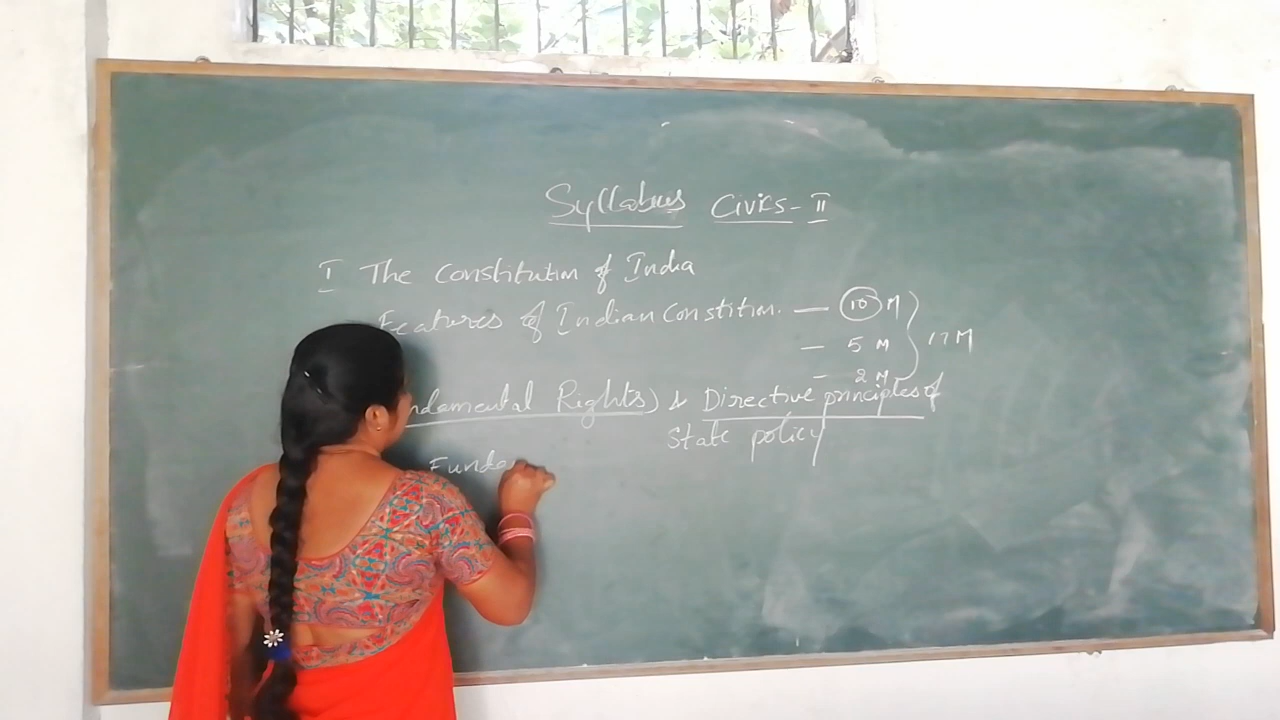 Syllabus Civics - II
I The Constitution of India
Features of Indian Constition. — 10 M
— 5 M
17 M
- 2 M
ndamental Rights) & Directive principles of
State policy
Funda